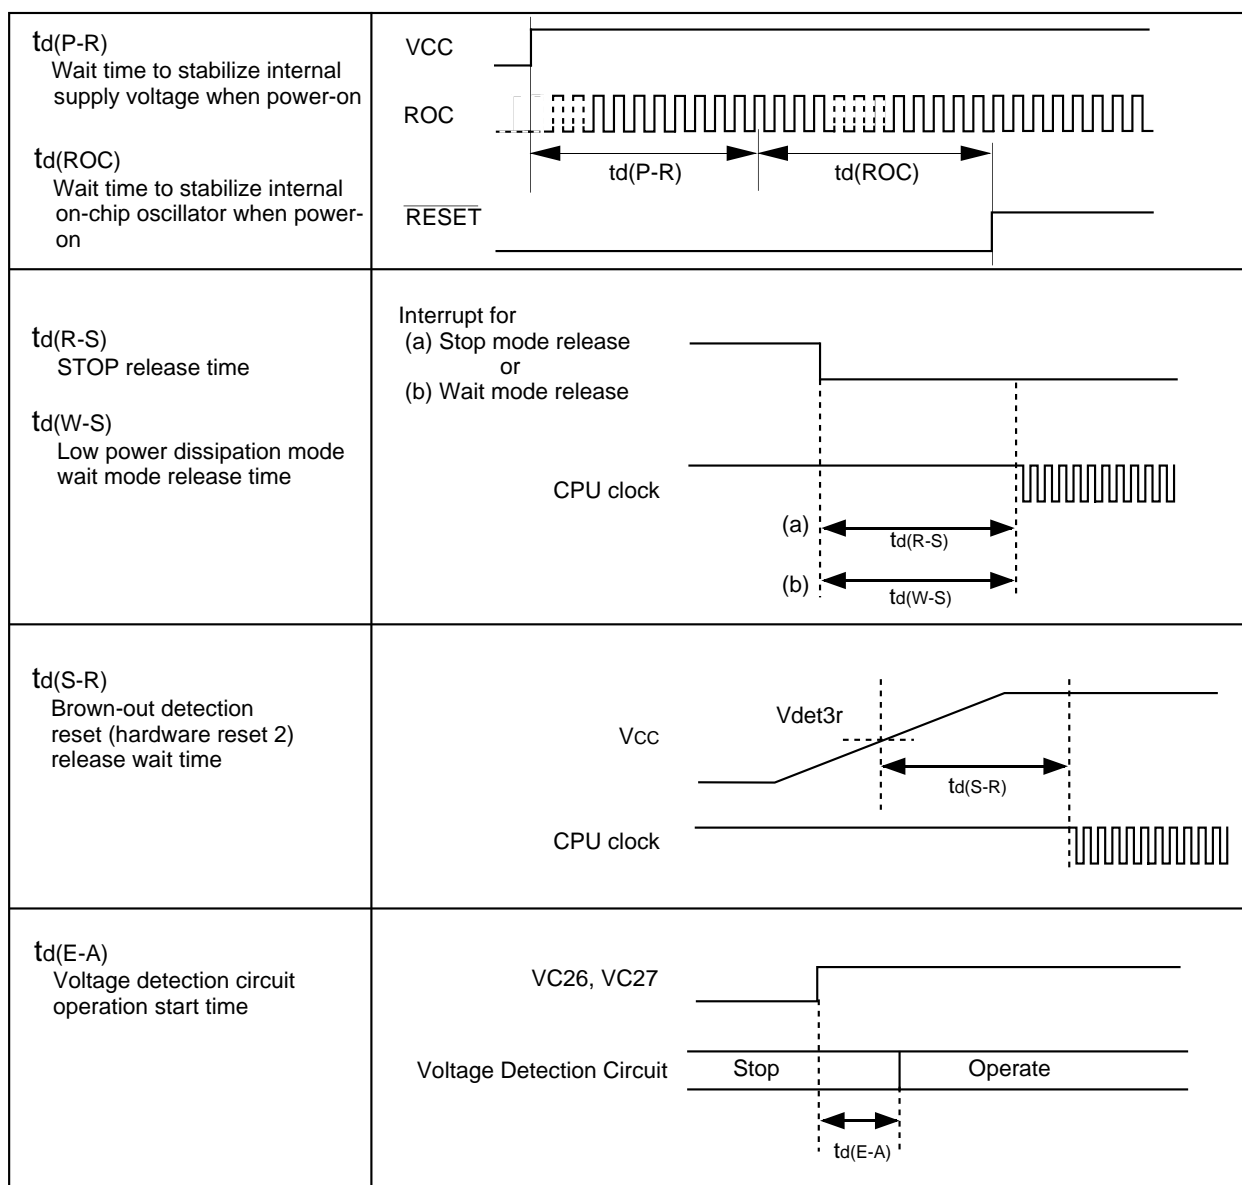 td(P-R)
Wait time to stabilize internal
supply voltage when power-on
td(ROC)
Wait time to stabilize internal
on-chip oscillator when power-
on
VCC
ROC
td(P-R)
td(ROC)
RESET
td(R-S)
STOP release time
td(W-S)
Low power dissipation mode
wait mode release time
Interrupt for
(a) Stop mode release
or
(b) Wait mode release
CPU clock
(a)
td(R-S)
(b)
td(W-S)
td(S-R)
Brown-out detection
reset (hardware reset 2)
release wait time
Vdet3r
VCC
td(S-R)
CPU clock
td(E-A)
Voltage detection circuit
operation start time
VC26, VC27
Voltage Detection Circuit
Stop
Operate
td(E-A)